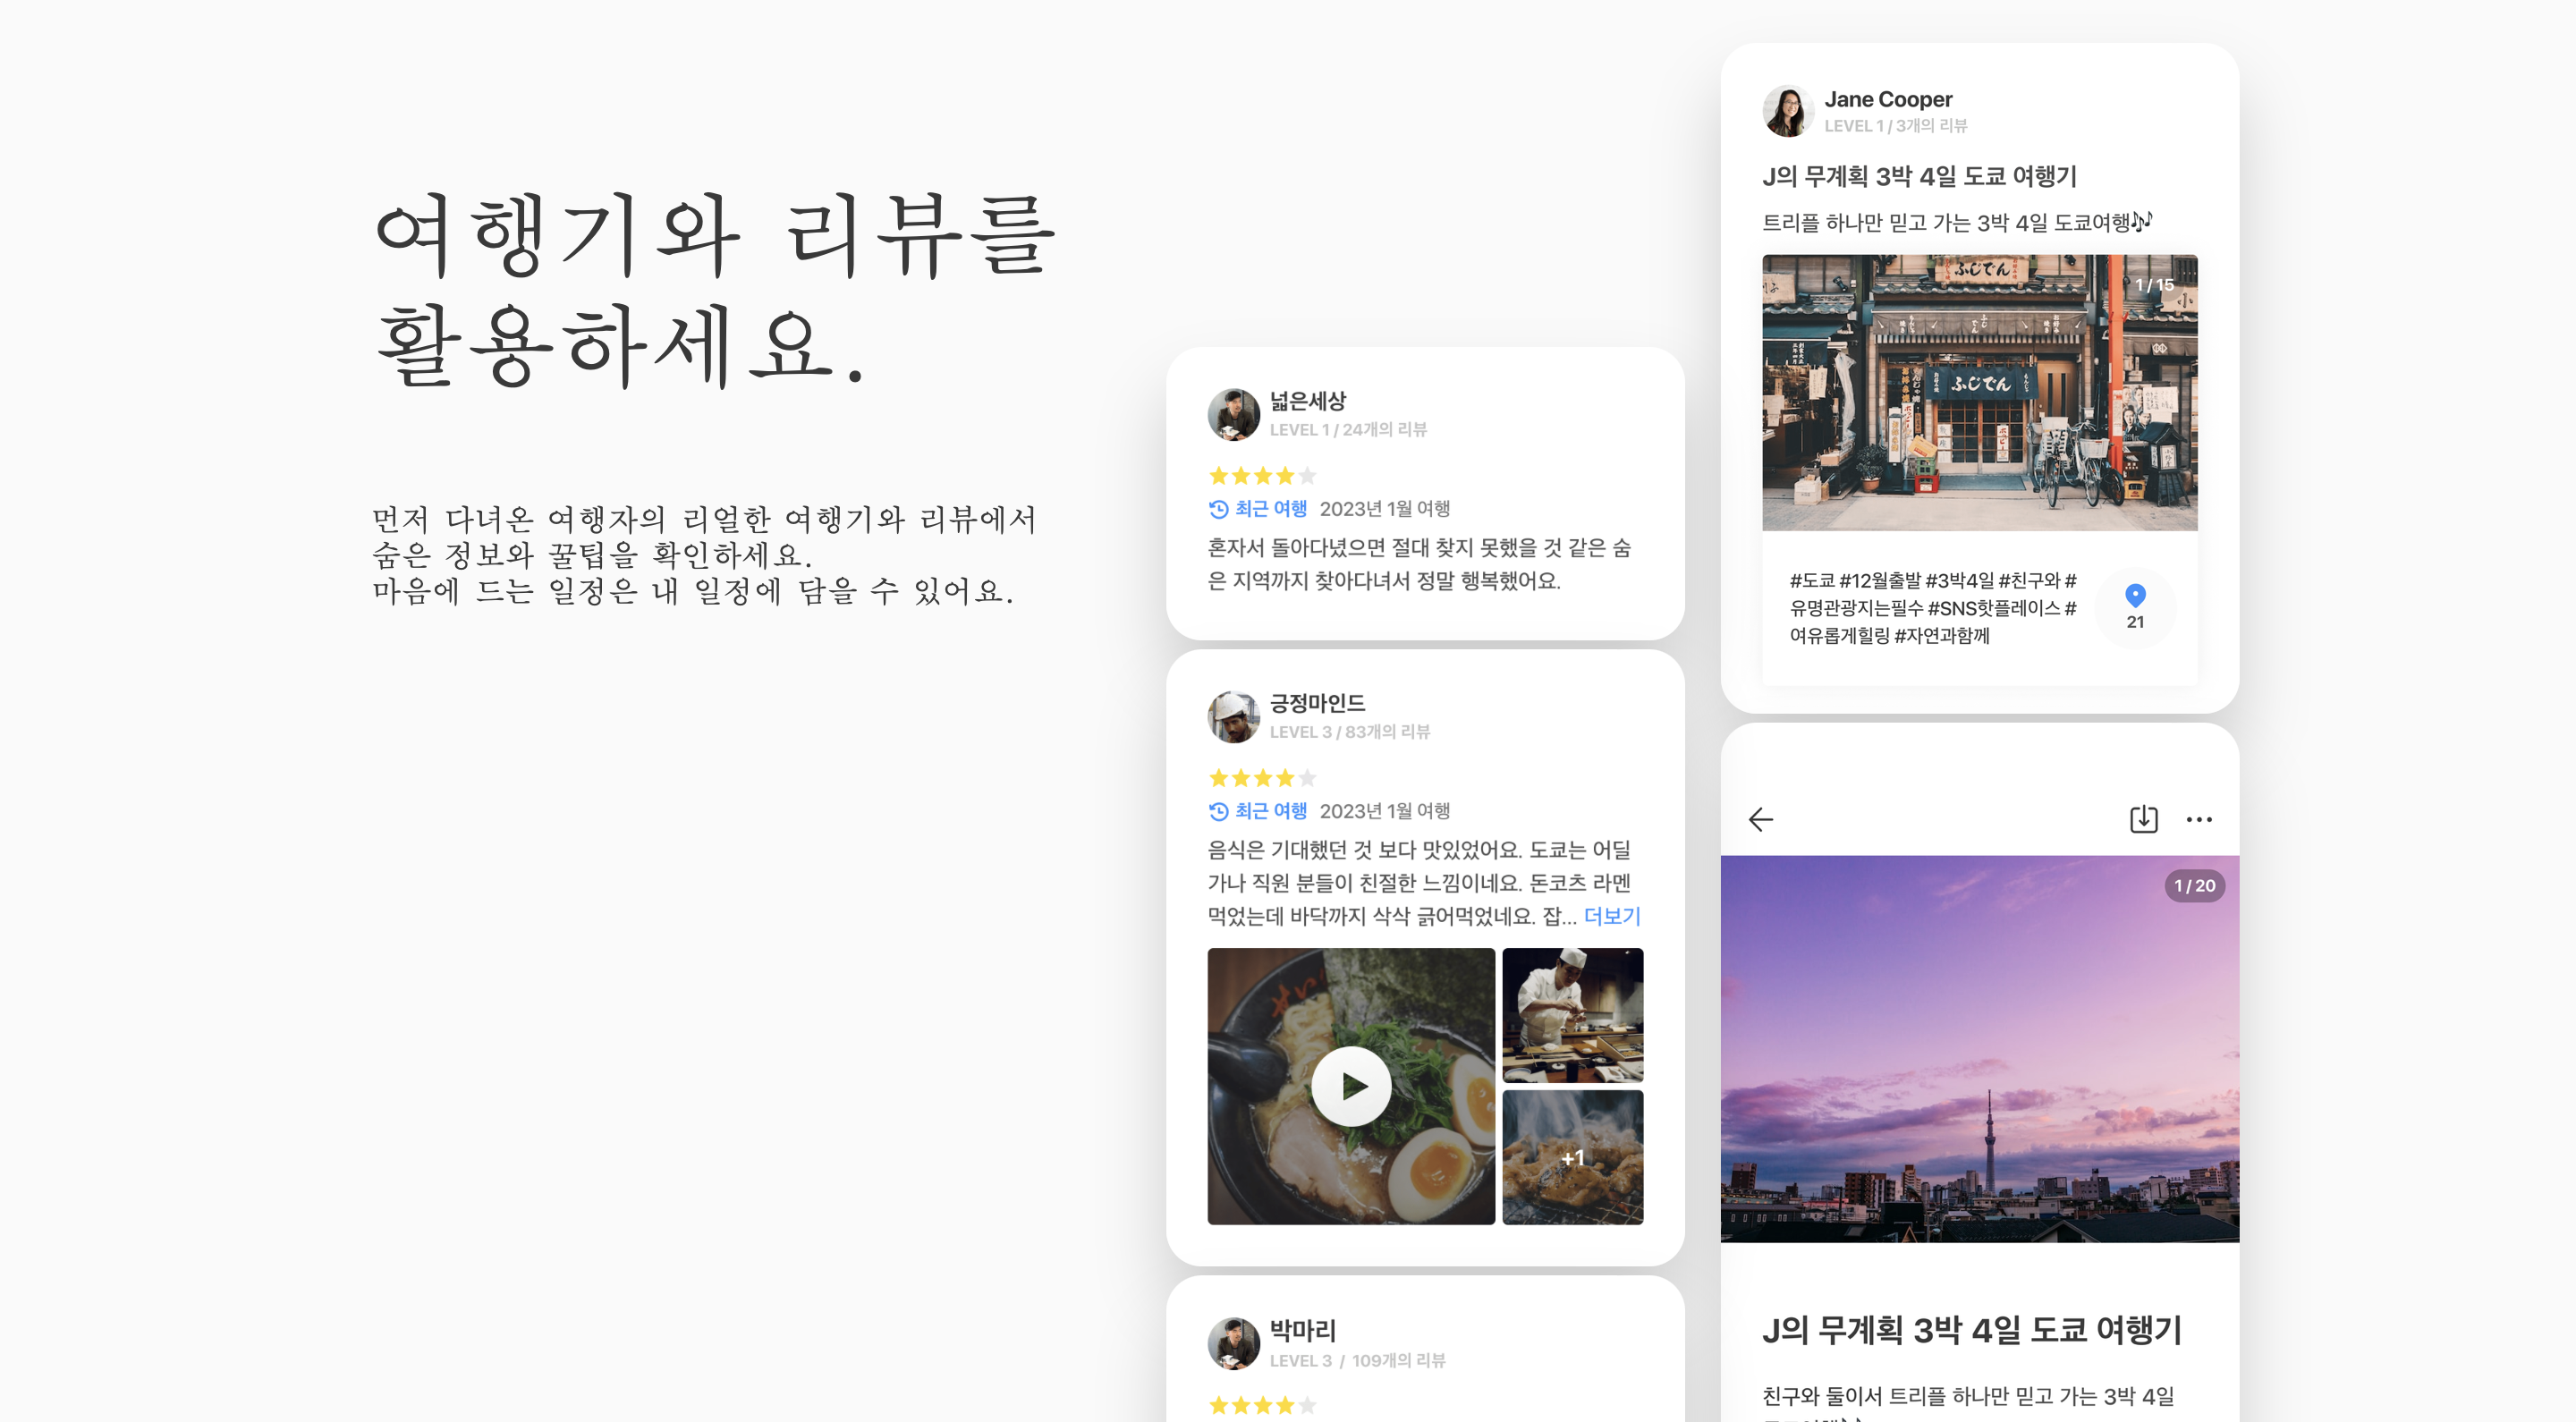 여행기와 리뷰를
활용하세요.
먼저 다녀온 여행자의 리얼한 여행기와 리뷰에서
숨은 정보와 꿀팁을 확인하세요.
마음에 드는 일정은 내 일정에 담을 수 있어요.
넓은세상
LEVEL 1 / 24개의 리뷰
최근 여행 2023년 1월 여행
혼자서 돌아다녔으면 절대 찾지 못했을 것 같은 숨
은 지역까지 찾아다녀서 정말 행복했어요.
긍정마인드
LEVEL 3 / 83개의 리뷰
최근 여행 2023년 1월 여행
음식은 기대했던 것 보다 맛있었어요. 도쿄는 어딜
가나 직원 분들이 친절한 느낌이네요. 돈코츠 라멘
먹었는데 바닥까지 삭삭 긁어먹었네요. 잡... 더보기
+1
박마리
LEVEL 3 / 109개의 리뷰
Jane Cooper
LEVEL 1 / 3개의 리뷰
J의 무계획 3박 4일 도쿄 여행기
트리플 하나만 믿고 가는 3박 4일 도쿄여행🎶
ふじでん
1 / 15
ふじでん
#도쿄 #12월출발 #3박4일 #친구와 #
유명관광지는필수 #SNS핫플레이스 #
여유롭게힐링 #자연과함께
21
1 / 20
J의 무계획 3박 4일 도쿄 여행기
친구와 둘이서 트리플 하나만 믿고 가는 3박 4일